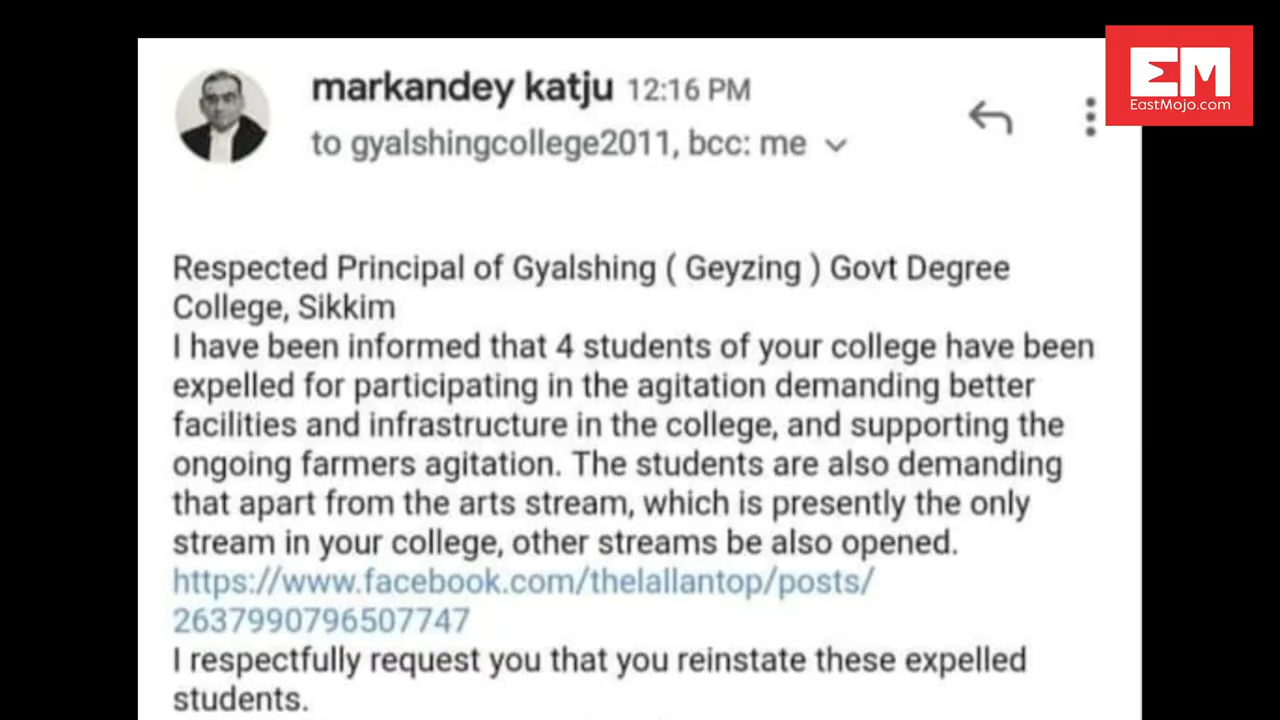 markandey katju 12:16 PM
to gyalshingcollege2011, bcc: me
EM
EastMojo.com
Respected Principal of Gyalshing ( Geyzing ) Govt Degree
College, Sikkim
I have been informed that 4 students of your college have been
expelled for participating in the agitation demanding better
facilities and infrastructure in the college, and supporting the
ongoing farmers agitation. The students are also demanding
that apart from the arts stream, which is presently the only
stream in your college, other streams be also opened.
https://www.facebook.com/thelallantop/posts/
2637990796507747
I respectfully request you that you reinstate these expelled
students.